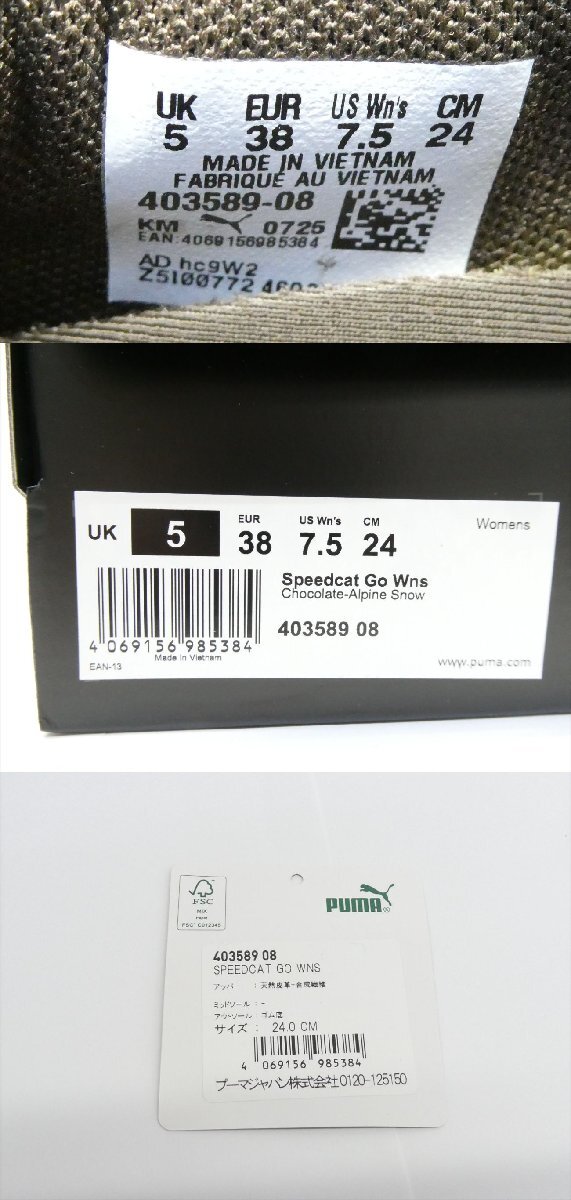 UK EUR US Wn's CM
5 38 7.5 24
MADE IN VIETNAM
FABRIQUÉ AU VIETNAM
403589-08
KM 0725
EAN:4069156985384
AD hc9W2
Z5100772
UK 5 EUR 38 US Wn's 7.5 CM 24 Womens
Speedcat Go Wns
Chocolate-Alpine Snow
403589 08
4 069156 985384
Made In Vietnam
EAN-13
www.puma.com
FSC
MIX
PUMA®
403589 08
SPEEDCAT GO WNS
アッパー : 天然皮革+合成繊維
ミッドソール : -
アウトソール : ゴム底
サイズ : 24.0 CM
4 069156 985384
プーマジャパン株式会社0120-125150